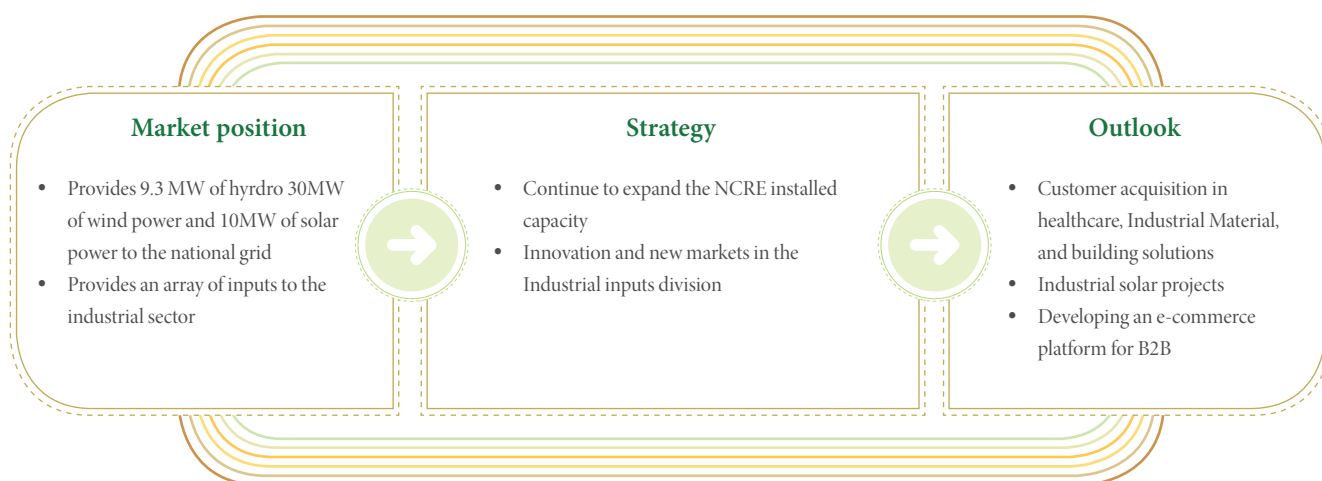 Market position
• Provides 9.3 MW of hyrdro 30MW
of wind power and 10MW of solar
power to the national grid
• Provides an array of inputs to the
industrial sector
Strategy
• Continue to expand the NCRE installed
capacity
• Innovation and new markets in the
Industrial inputs division
Outlook
• Customer acquisition in
healthcare, Industrial Material,
and building solutions
• Industrial solar projects
• Developing an e-commerce
platform for B2B